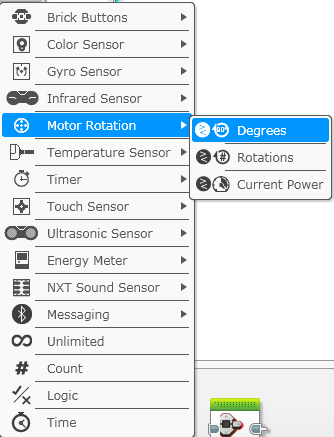 Brick Buttons
Color Sensor
Gyro Sensor
Infrared Sensor
Motor Rotation
Temperature Sensor
Timer
Touch Sensor
Ultrasonic Sensor
Energy Meter
NXT Sound Sensor
Messaging
Unlimited
# Count
Logic
Time
90° Degrees
# Rotations
Current Power